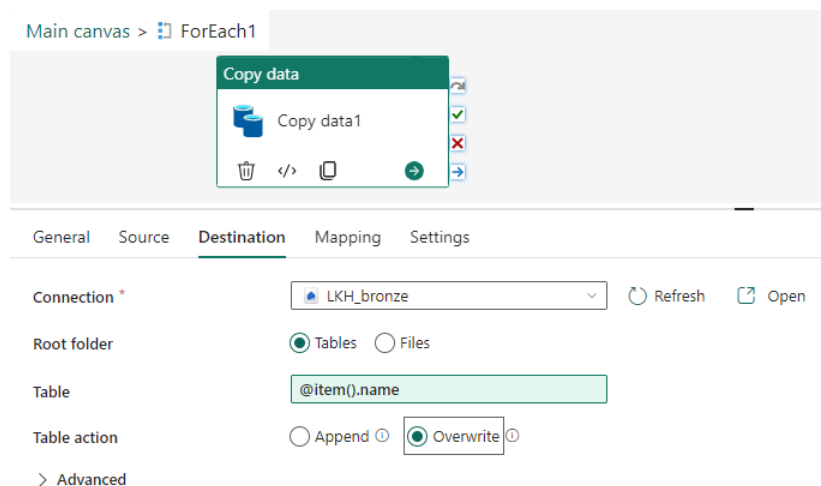 Main canvas > ForEach1
Copy data
Copy data1
General Source Destination Mapping Settings
Connection * LKH_bronze Refresh Open
Root folder Tables Files
Table @item().name
Table action Append Overwrite
Advanced